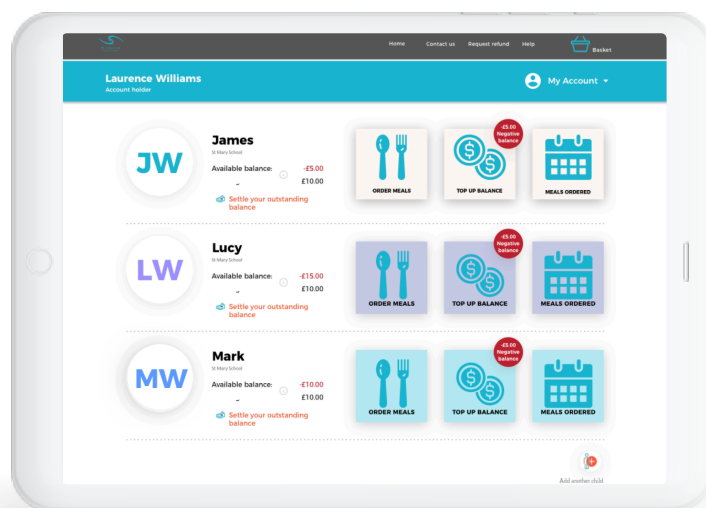 Home
Contact us
Request refund
Help
Basket
Laurence Williams
Account holder
My Account
JW
James
St Mary School
Available balance:
-£5.00
£10.00
Settle your outstanding
balance
ORDER MEALS
-£5.00
Negative
balance
TOP UP BALANCE
MEALS ORDERED
LW
Lucy
St Mary School
Available balance:
-£15.00
£10.00
Settle your outstanding
balance
ORDER MEALS
-£5.00
Negative
balance
TOP UP BALANCE
MEALS ORDERED
MW
Mark
St Mary School
Available balance:
-£10.00
£10.00
Settle your outstanding
balance
ORDER MEALS
-£5.00
Negative
balance
TOP UP BALANCE
MEALS ORDERED
Add another child